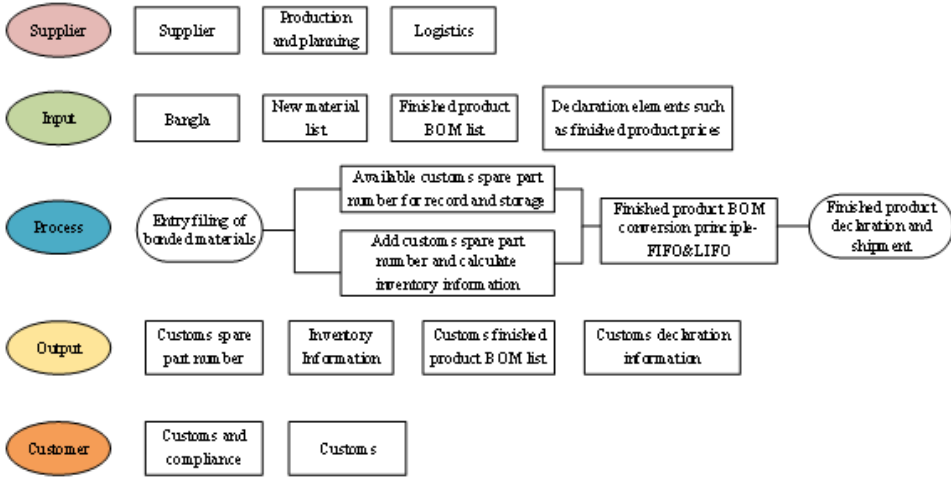 Supplier
Supplier
Production
and planning
Logistics
Input
Bangla
New material
list
Finished product
BOM list
Declaration elements such
as finished product prices
Process
Entry filing of
bonded materials
Available customs spare part
number for record and storage
Add customs spare part
number and calculate
inventory information
Finished product BOM
conversion principle-
FIFO&LIFO
Finished product
declaration and
shipment
Output
Customs spare
part number
Inventory
Information
Customs finished
product BOM list
Customs declaration
information
Customer
Customs and
compliance
Customs